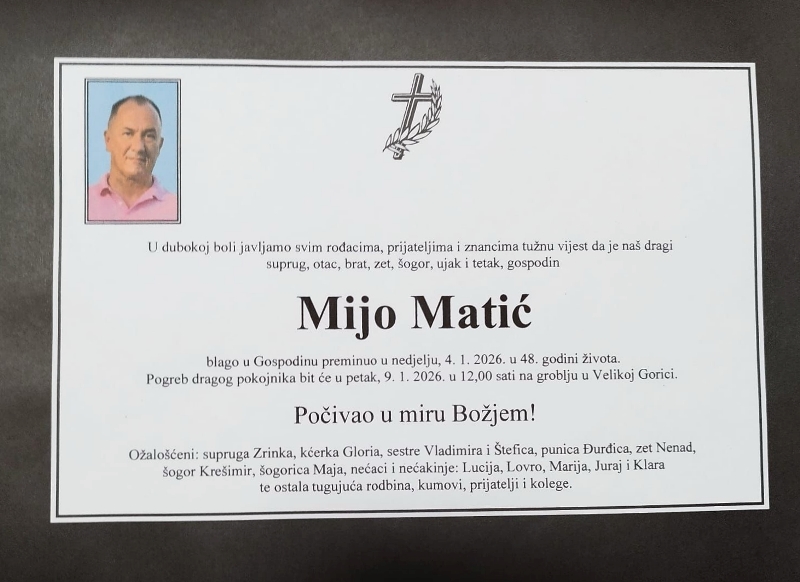 U dubokoj boli javljamo svim rođacima, prijateljima i znancima tužnu vijest da je naš dragi
suprug, otac, brat, zet, šogor, ujak i tetak, gospodin
Mijo Matić
blago u Gospodinu preminuo u nedjelju, 4. 1. 2026. u 48. godini života.
Pogreb dragog pokojnika bit će u petak, 9. 1. 2026. u 12,00 sati na groblju u Velikoj Gorici.
Počivao u miru Božjem!
Ožalošćeni: supruga Zrinka, kćerka Gloria, sestre Vladimira i Štefica, punica Đurđica, zet Nenad,
šogor Krešimir, šogorica Maja, nećaci i nećakinje: Lucija, Lovro, Marija, Juraj i Klara
te ostala tugujuća rodbina, kumovi, prijatelji i kolege.